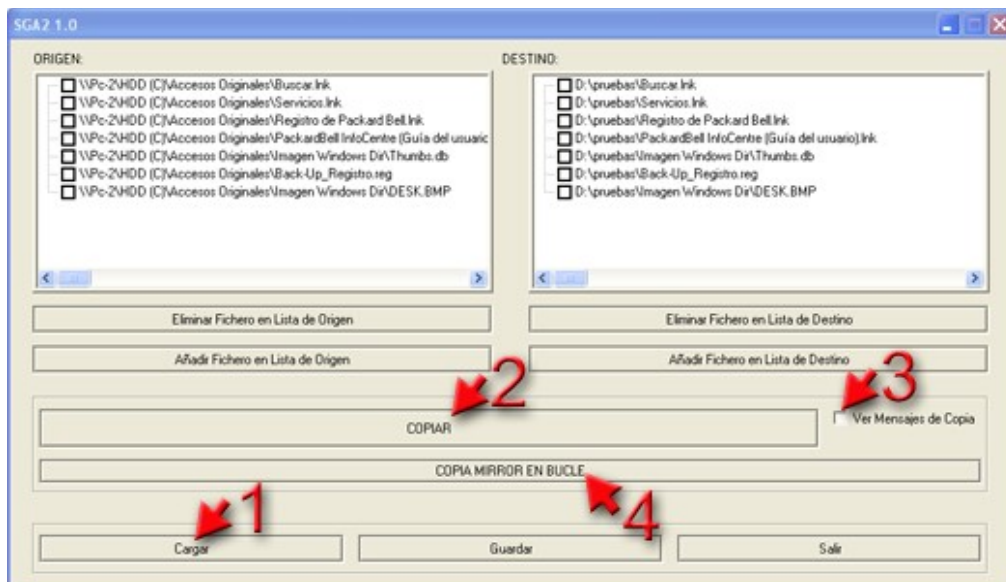 SGA2 1.0
ORIGEN:
\\Pc-2\HDD (C)\Accesos Originales\Buscar.lnk
\\Pc-2\HDD (C)\Accesos Originales\Servicios.lnk
\\Pc-2\HDD (C)\Accesos Originales\Registro de Packard Bell.lnk
\\Pc-2\HDD (C)\Accesos Originales\PackardBell InfoCentre (Guía del usuaric
\\Pc-2\HDD (C)\Accesos Originales\Imagen Windows Dir\Thumbs.db
\\Pc-2\HDD (C)\Accesos Originales\Back-Up_Registro.reg
\\Pc-2\HDD (C)\Accesos Originales\Imagen Windows Dir\DESK.BMP
DESTINO:
D:\pruebas\Buscar.lnk
D:\pruebas\Servicios.lnk
D:\pruebas\Registro de Packard Bell.lnk
D:\pruebas\PackardBell InfoCentre (Guía del usuario).lnk
D:\pruebas\Imagen Windows Dir\Thumbs.db
D:\pruebas\Back-Up_Registro.reg
D:\pruebas\Imagen Windows Dir\DESK.BMP
Eliminar Fichero en Lista de Origen
Eliminar Fichero en Lista de Destino
Añadir Fichero en Lista de Origen
Añadir Fichero en Lista de Destino
2
3
COPIAR
Ver Mensajes de Copia
COPIA MIRROR EN BUCLE
1
4
Cargar
Guardar
Salir